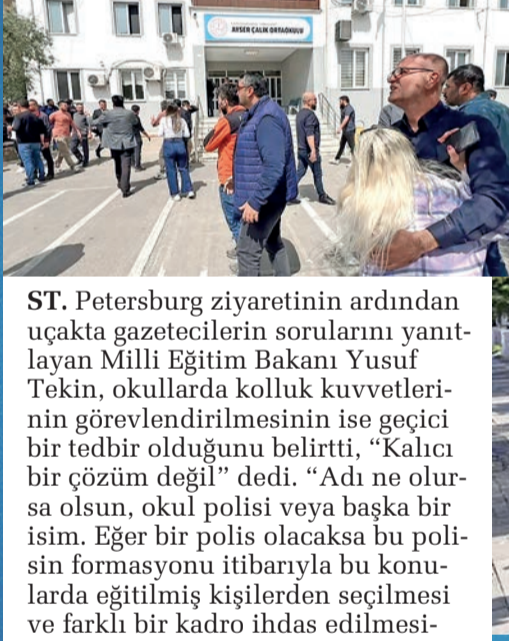 AYSER ÇALIK ORTAOKULU
ST. Petersburg ziyaretinin ardından
uçakta gazetecilerin sorularını yanıt-
layan Milli Eğitim Bakanı Yusuf
Tekin, okullarda kolluk kuvvetleri-
nin görevlendirilmesinin ise geçici
bir tedbir olduğunu belirtti, “Kalıcı
bir çözüm değil” dedi. “Adı ne olur-
sa olsun, okul polisi veya başka bir
isim. Eğer bir polis olacaksa bu poli-
sin formasyonu itibarıyla bu konu-
larda eğitilmiş kişilerden seçilmesi
ve farklı bir kadro ihdas edilmesi-